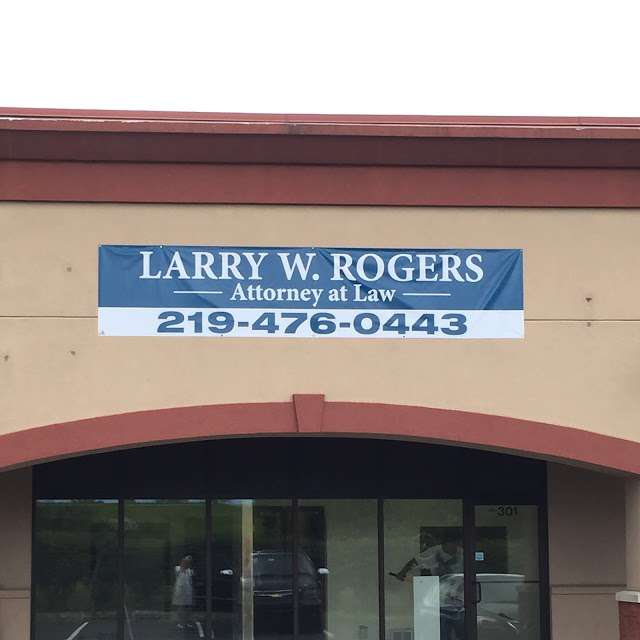 LARRY W. ROGERS
Attorney at Law
219-476-0443
301